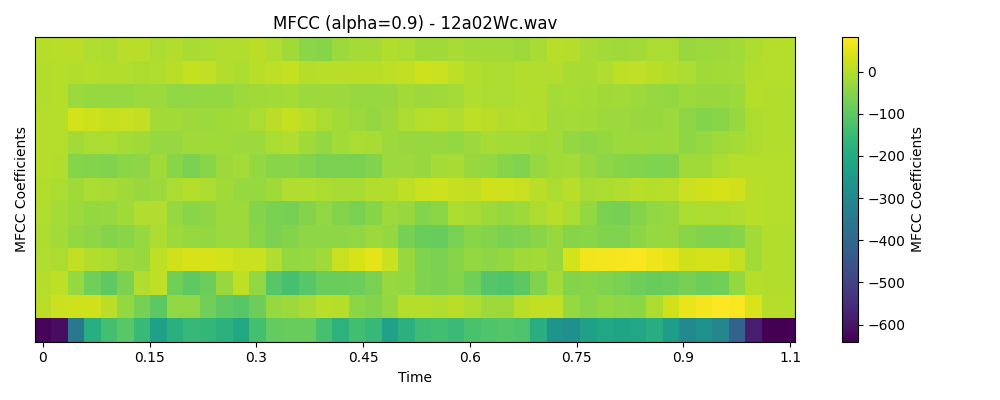 MFCC (alpha=0.9) - 12a02Wc.wav
MFCC Coefficients
0 0.15 0.3 0.45 0.6 0.75 0.9 1.1
Time
0
−100
−200
−300
−400
−500
−600
MFCC Coefficients